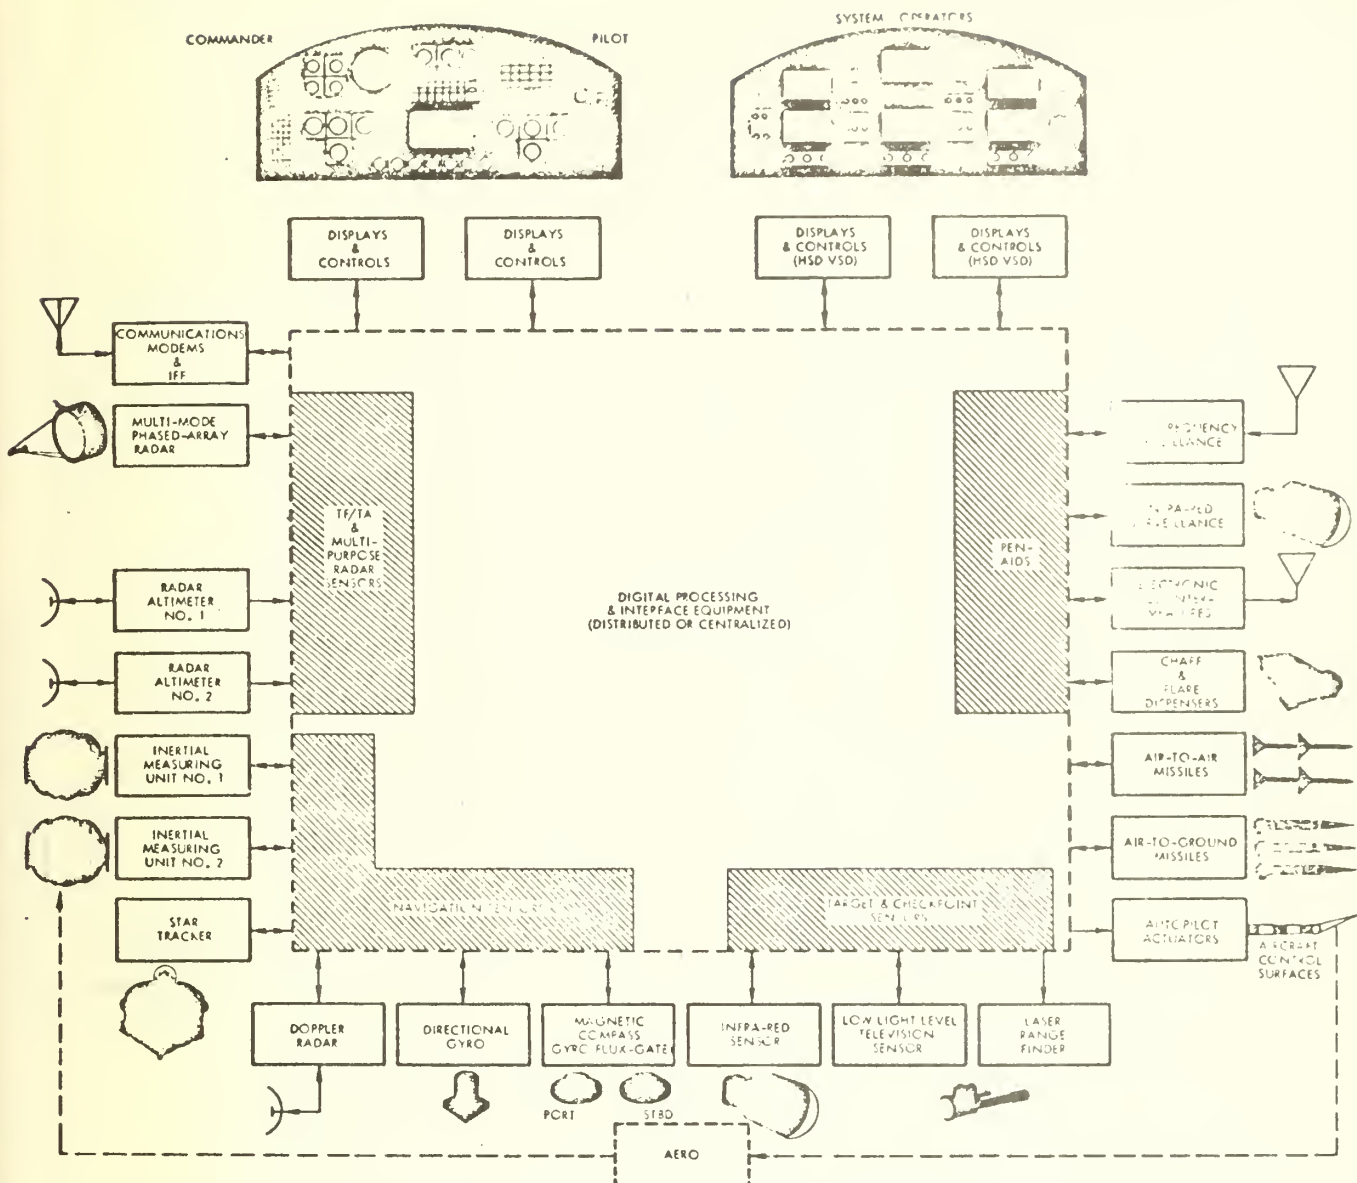 SYSTEM OPERATORS
COMMANDER
PILOT
DISPLAYS
&
CONTROLS
DISPLAYS
&
CONTROLS
DISPLAYS
& CONTROLS
(HSD VSD)
DISPLAYS
& CONTROLS
(HSD VSD)
COMMUNICATIONS
MODEMS
&
IFF
MULTI-MODE
PHASED-ARRAY
RADAR
TF/TA
&
MULTI-
PURPOSE
RADAR
SENSORS
RADAR
ALTIMETER
NO. 1
RADAR
ALTIMETER
NO. 2
INERTIAL
MEASURING
UNIT NO. 1
INERTIAL
MEASURING
UNIT NO. 2
STAR
TRACKER
DIGITAL PROCESSING
& INTERFACE EQUIPMENT
(DISTRIBUTED OR CENTRALIZED)
PEN-
AIDS
ELECTRONIC
CHAFF
&
FLARE
DISPENSERS
AIR-TO-AIR
MISSILES
AIR-TO-GROUND
MISSILES
AUTOPILOT
ACTUATORS
AIRCRAFT
CONTROL
SURFACES
NAVIGATION
TARGET & CHECKPOINT
SENSORS
DOPPLER
RADAR
DIRECTIONAL
GYRO
MAGNETIC
COMPASS
GYRO FLUX-GATE
INFRA-RED
SENSOR
LOW LIGHT LEVEL
TELEVISION
SENSOR
LASER
RANGE
FINDER
PORT
STBD
AERO